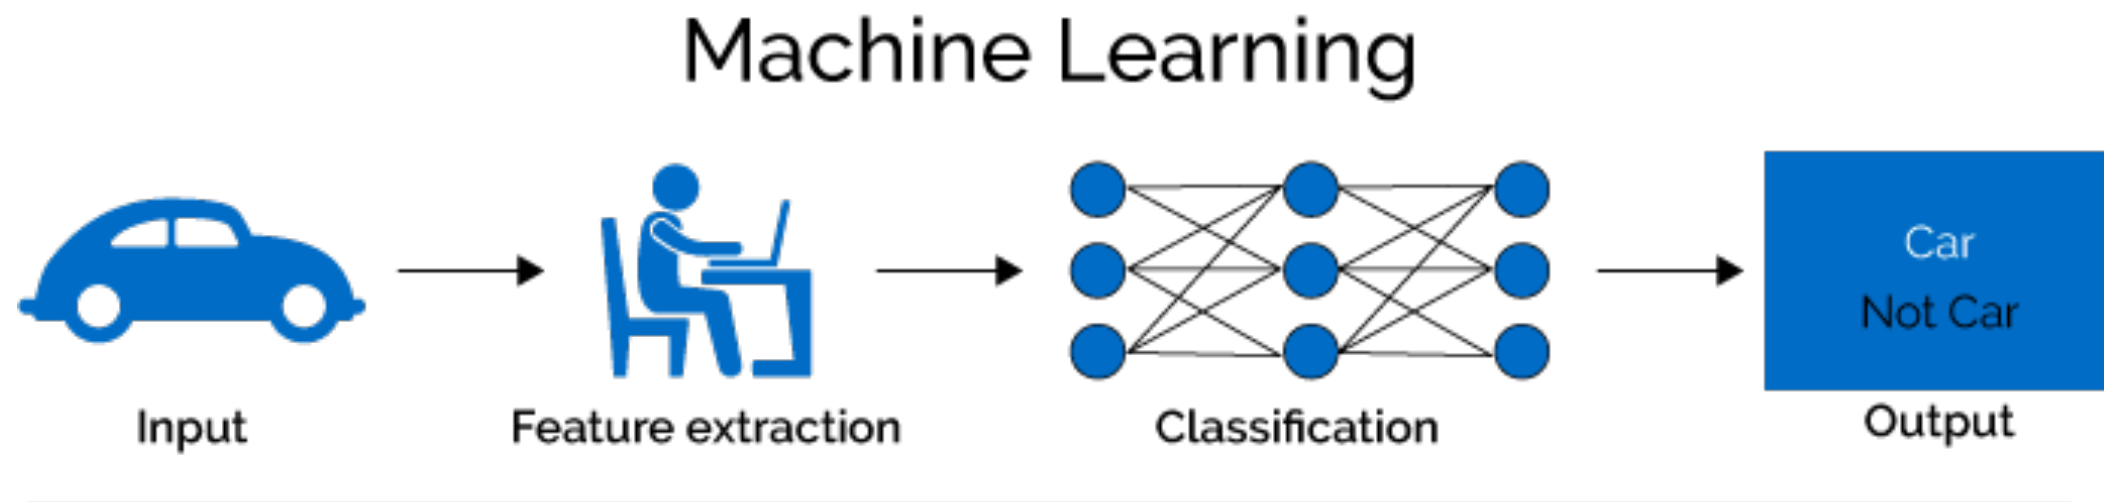 Machine Learning
Car
Not Car
Input
Feature extraction
Classification
Output